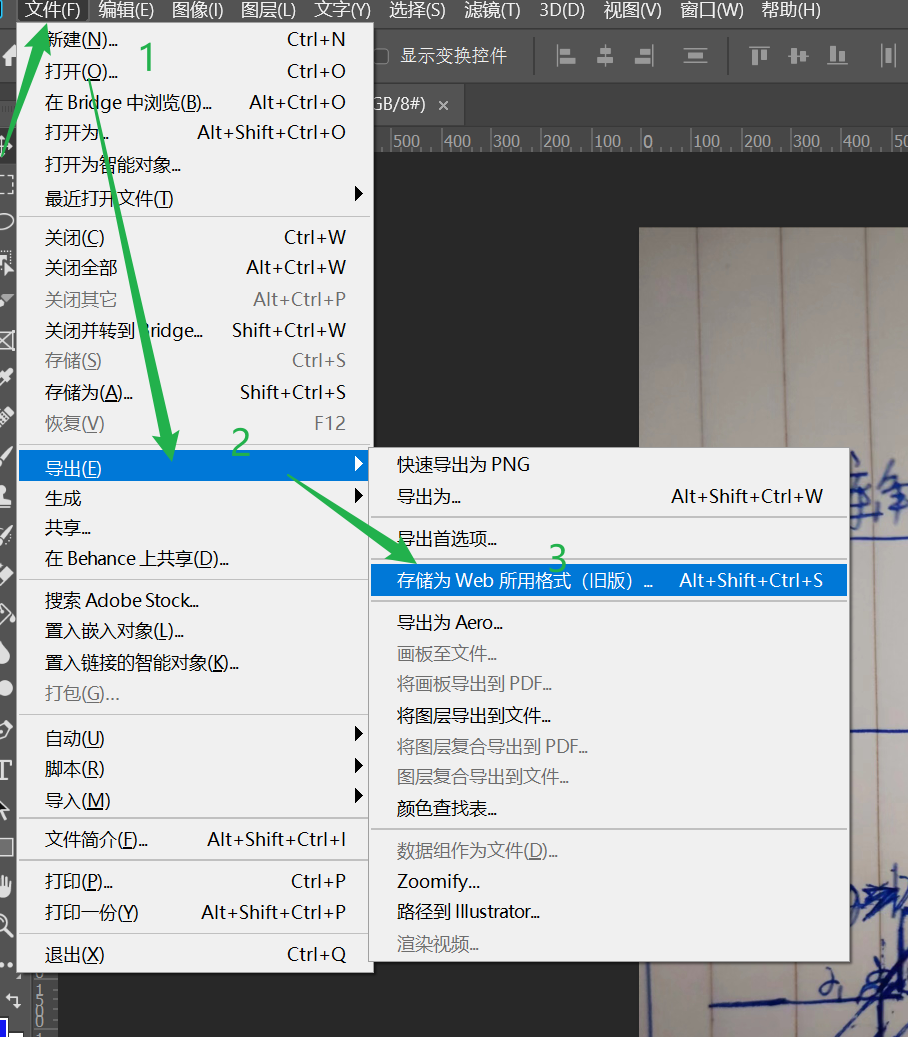 文件(F) 编辑(E) 图像(I) 图层(L) 文字(Y) 选择(S) 滤镜(T) 3D(D) 视图(V) 窗口(W) 帮助(H)
显示变换控件
GB/8#) ×
500 400 300 200 100 0 100 200 300 400
新建(N)... Ctrl+N
1
打开(O)... Ctrl+O
在 Bridge 中浏览(B)... Alt+Ctrl+O
打开为... Alt+Shift+Ctrl+O
打开为智能对象...
最近打开文件(T)
关闭(C) Ctrl+W
关闭全部 Alt+Ctrl+W
关闭其它 Alt+Ctrl+P
关闭并转到 Bridge... Shift+Ctrl+W
存储(S) Ctrl+S
存储为(A)... Shift+Ctrl+S
恢复(V) F12
2
导出(E)
生成
共享...
在 Behance 上共享(D)...
搜索 Adobe Stock...
置入嵌入对象(L)...
置入链接的智能对象(K)...
打包(G)...
自动(U)
脚本(R)
导入(M)
文件简介(F)... Alt+Shift+Ctrl+I
打印(P)... Ctrl+P
打印一份(Y) Alt+Shift+Ctrl+P
退出(X) Ctrl+Q
快速导出为 PNG
导出为... Alt+Shift+Ctrl+W
导出首选项...
3
存储为 Web 所用格式（旧版）... Alt+Shift+Ctrl+S
导出为 Aero...
画板至文件...
将画板导出到 PDF...
将图层导出到文件...
将图层复合导出到 PDF...
图层复合导出到文件...
颜色查找表...
数据组作为文件(D)...
Zoomify...
路径到 Illustrator...
渲染视频...
1500